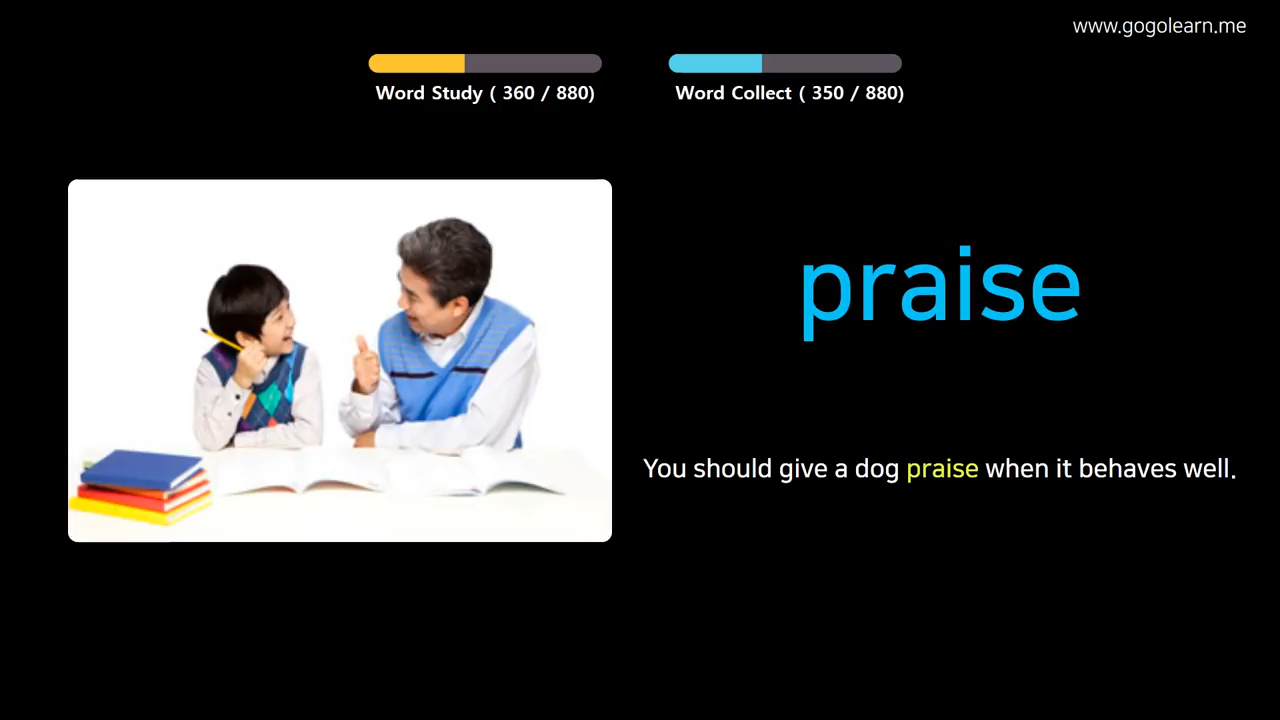 www.gogolearn.me
Word Study ( 360 / 880)
Word Collect ( 350 / 880)
praise
You should give a dog praise when it behaves well.